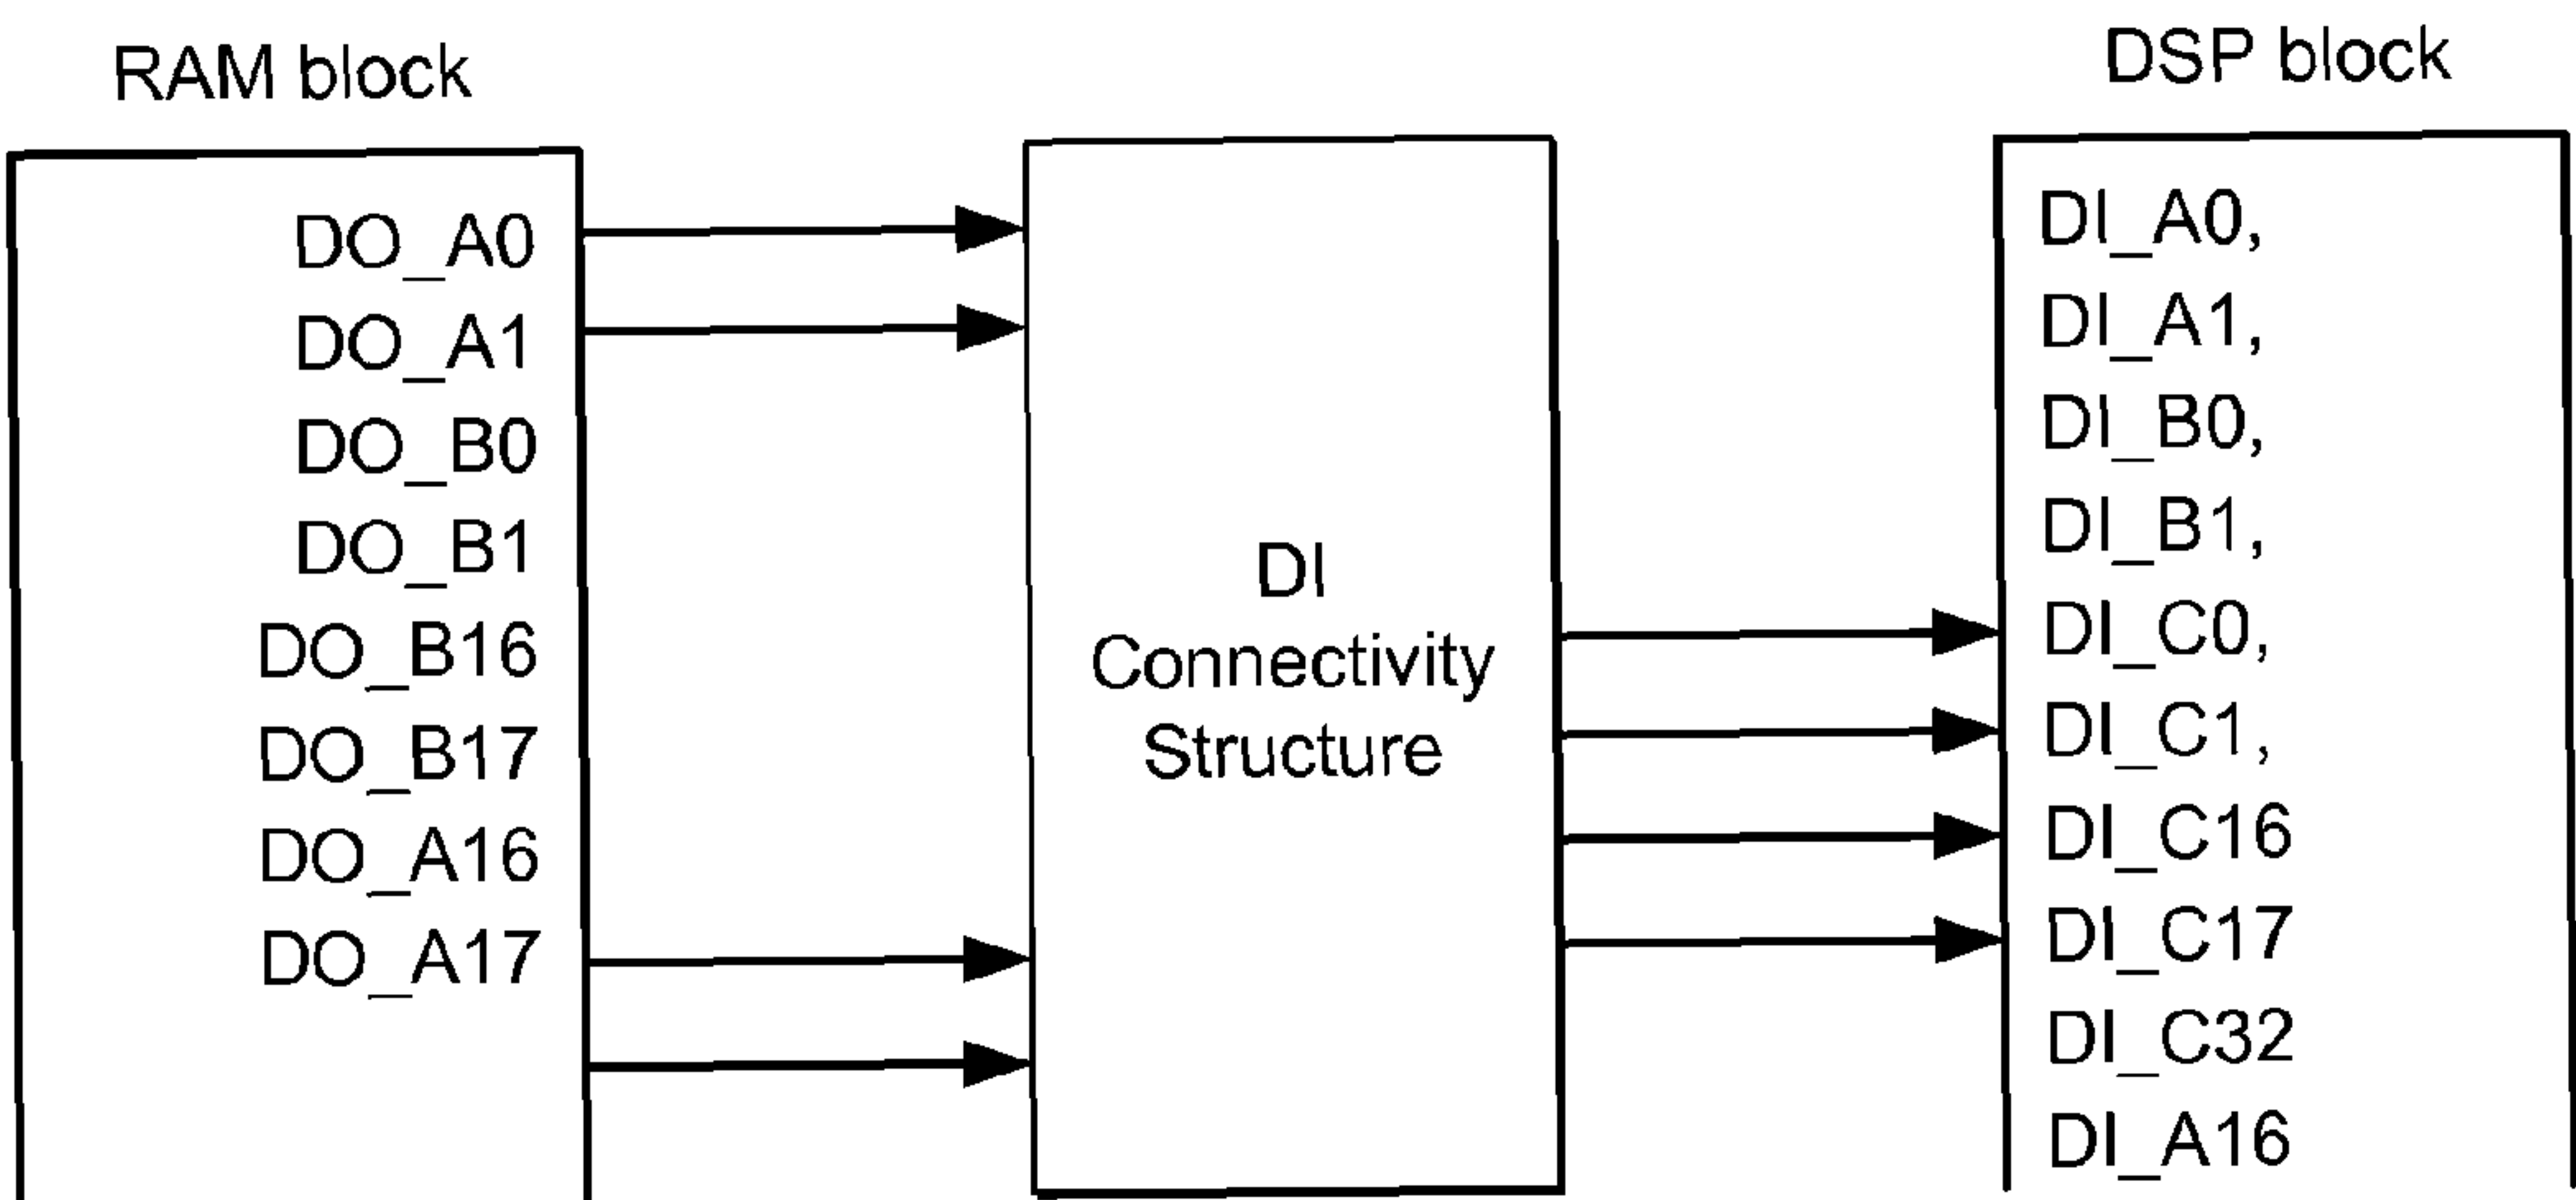 RAM block
DO_A0
DO_A1
DO_B0
DO_B1
DO_B16
DO_B17
DO_A16
DO_A17
DI
Connectivity
Structure
DSP block
DI_A0,
DI_A1,
DI_B0,
DI_B1,
DI_C0,
DI_C1,
DI_C16
DI_C17
DI_C32
DI_A16